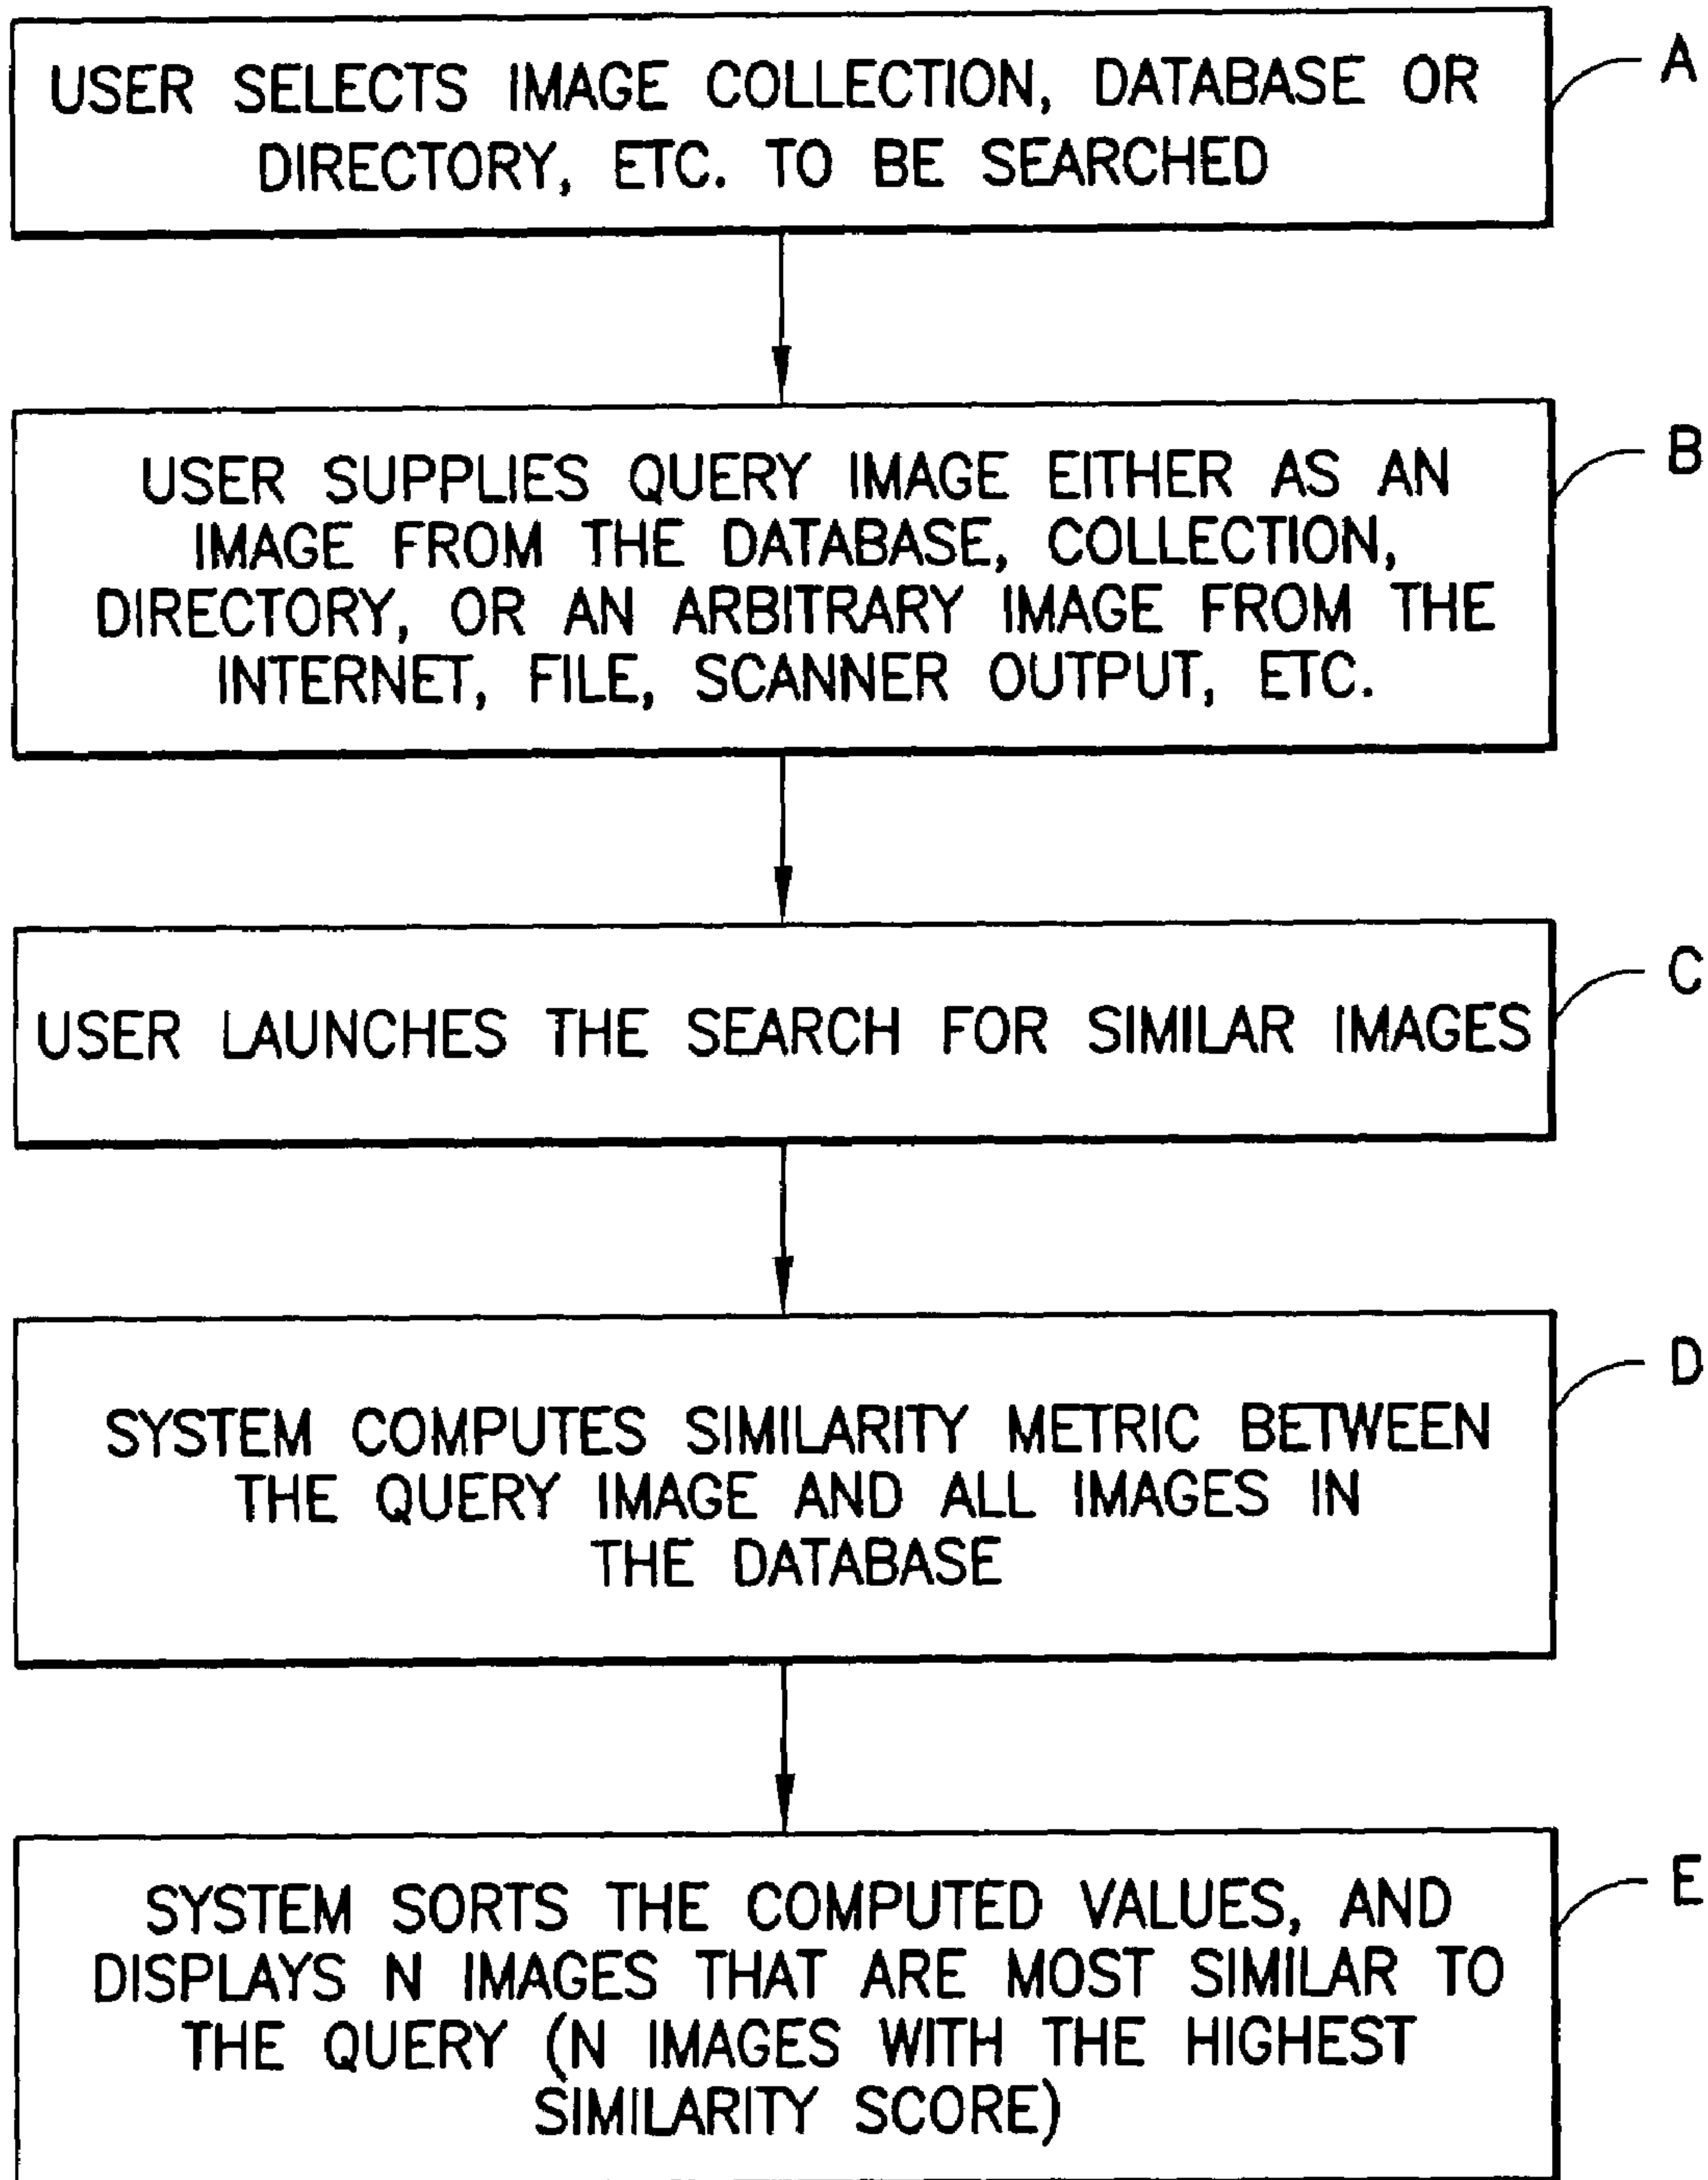 USER SELECTS IMAGE COLLECTION, DATABASE OR
DIRECTORY, ETC. TO BE SEARCHED
A
USER SUPPLIES QUERY IMAGE EITHER AS AN
IMAGE FROM THE DATABASE, COLLECTION,
DIRECTORY, OR AN ARBITRARY IMAGE FROM THE
INTERNET, FILE, SCANNER OUTPUT, ETC.
B
USER LAUNCHES THE SEARCH FOR SIMILAR IMAGES
C
SYSTEM COMPUTES SIMILARITY METRIC BETWEEN
THE QUERY IMAGE AND ALL IMAGES IN
THE DATABASE
D
SYSTEM SORTS THE COMPUTED VALUES, AND
DISPLAYS N IMAGES THAT ARE MOST SIMILAR TO
THE QUERY (N IMAGES WITH THE HIGHEST
SIMILARITY SCORE)
E